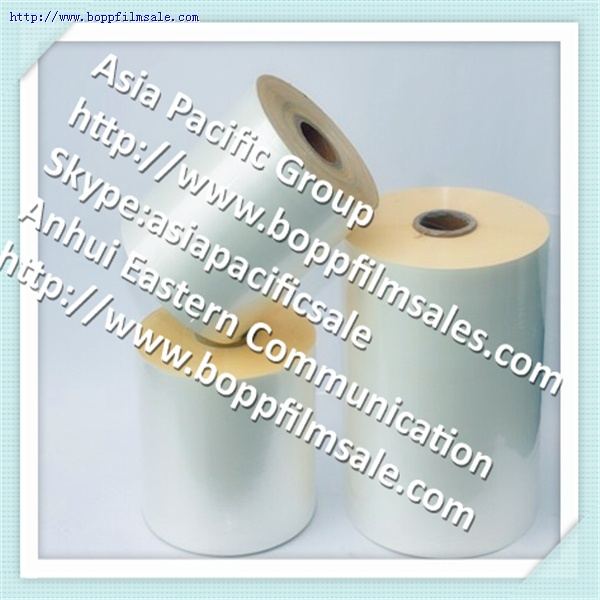 http://www.boppfilmsale.com
Asia Pacific Group
http://www.boppfilmsales.com
Skype:asiapacificsale
Anhui Eastern Communication
http://www.boppfilmsale.com